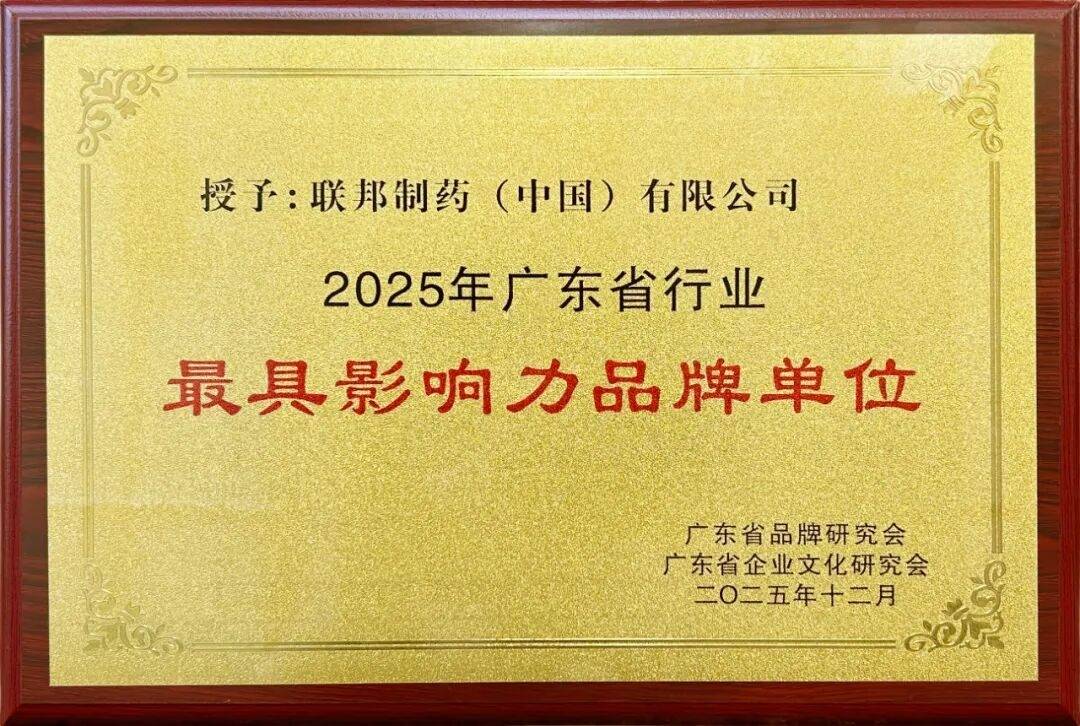 授予：联邦制药（中国）有限公司
2025年广东省行业
最具影响力品牌单位
广东省品牌研究会
广东省企业文化研究会
二〇二五年十二月